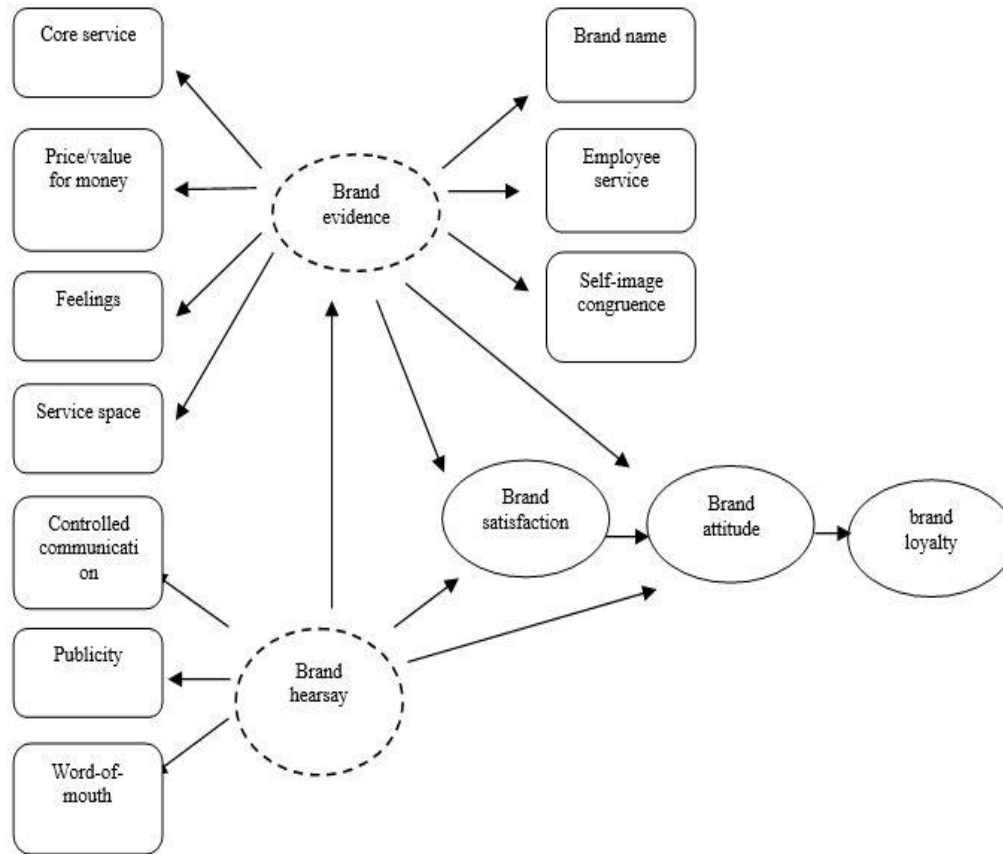 Core service
Brand name
Price/value
for money
Employee
service
Brand
evidence
Feelings
Self-image
congruence
Service space
Controlled
communicati
on
Brand
satisfaction
Brand
attitude
brand
loyalty
Publicity
Brand
hearsay
Word-of-
mouth